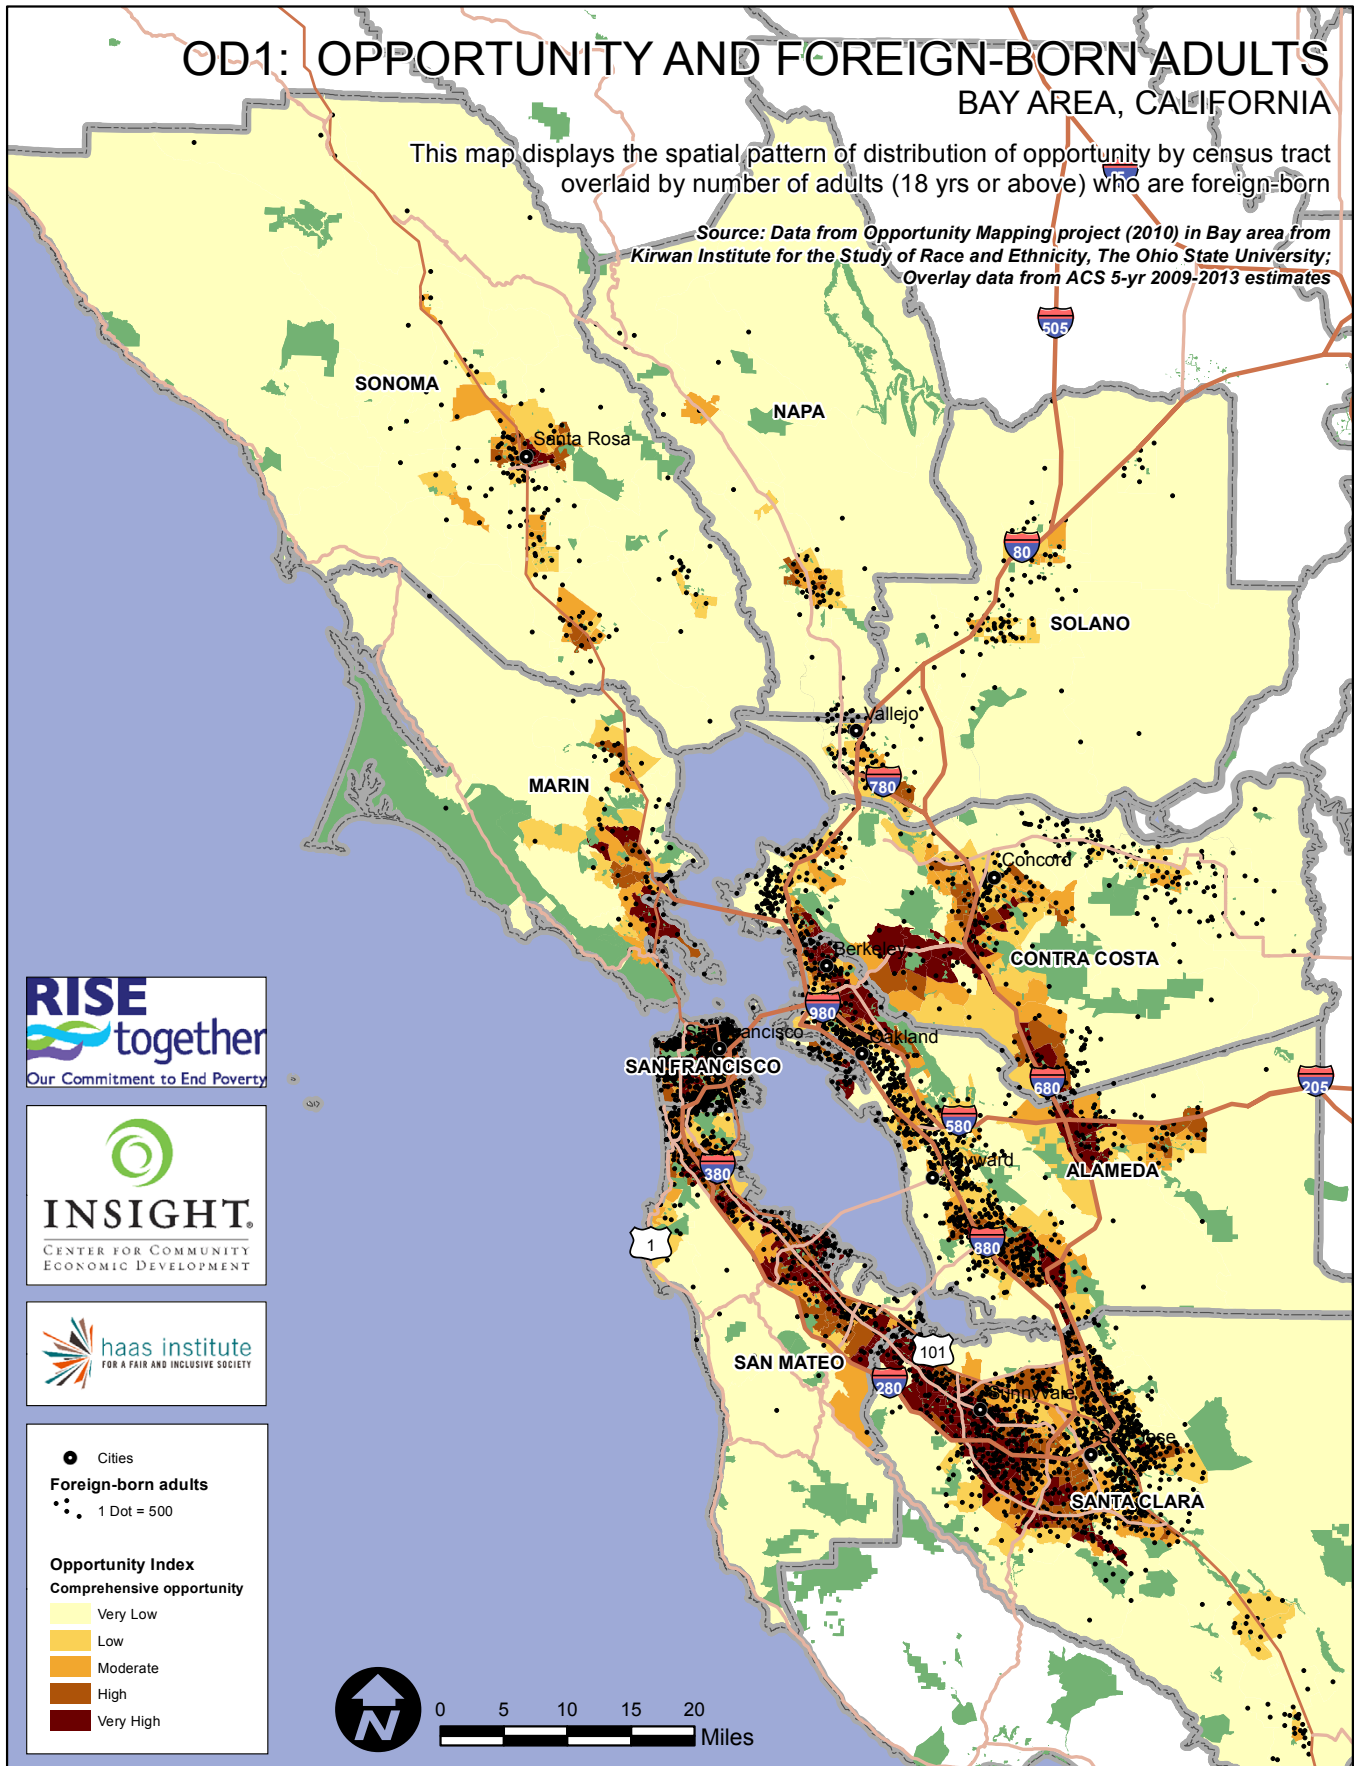 OD1: OPPORTUNITY AND FOREIGN-BORN ADULTS
BAY AREA, CALIFORNIA
This map displays the spatial pattern of distribution of opportunity by census tract
overlaid by number of adults (18 yrs or above) who are foreign-born
Source: Data from Opportunity Mapping project (2010) in Bay area from
Kirwan Institute for the Study of Race and Ethnicity, The Ohio State University;
Overlay data from ACS 5-yr 2009-2013 estimates
505
SONOMA
NAPA
Santa Rosa
80
SOLANO
Vallejo
780
MARIN
Concord
Berkeley
CONTRA COSTA
980
San Francisco
Oakland
SAN FRANCISCO
680
205
580
Hayward
ALAMEDA
380
1
880
101
SAN MATEO
280
Sunnyvale
San Jose
SANTA CLARA
RISE
together
Our Commitment to End Poverty
INSIGHT®
CENTER FOR COMMUNITY
ECONOMIC DEVELOPMENT
haas institute
FOR A FAIR AND INCLUSIVE SOCIETY
Cities
Foreign-born adults
1 Dot = 500
Opportunity Index
Comprehensive opportunity
Very Low
Low
Moderate
High
Very High
N
0 5 10 15 20
Miles